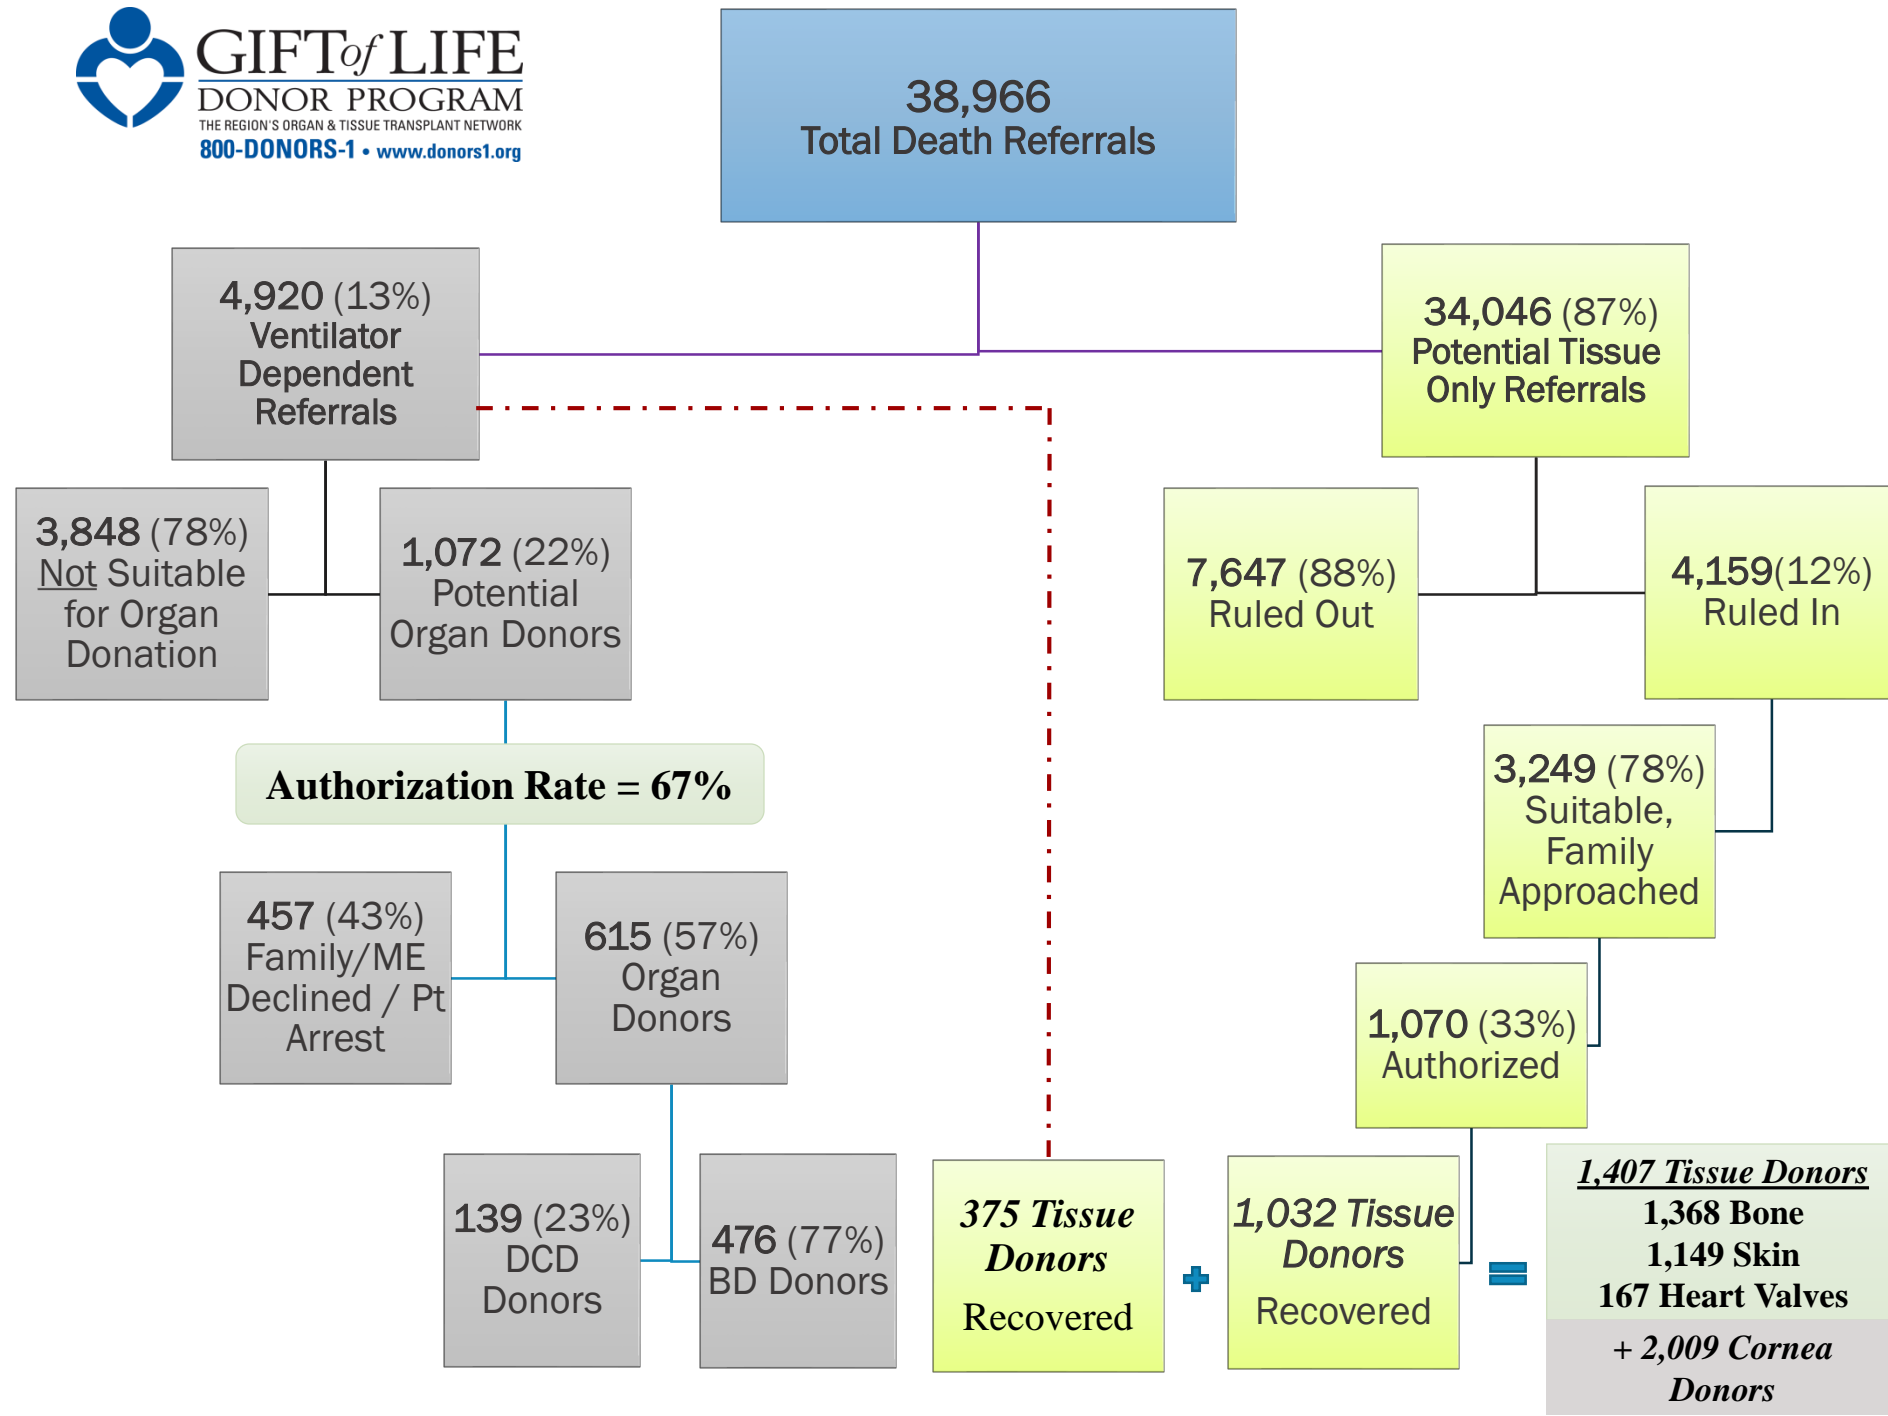 GIFT of LIFE
DONOR PROGRAM
THE REGION'S ORGAN & TISSUE TRANSPLANT NETWORK
800-DONORS-1 • www.donors1.org
38,966
Total Death Referrals
4,920 (13%)
Ventilator
Dependent
Referrals
34,046 (87%)
Potential Tissue
Only Referrals
3,848 (78%)
Not Suitable
for Organ
Donation
1,072 (22%)
Potential
Organ Donors
7,647 (88%)
Ruled Out
4,159(12%)
Ruled In
Authorization Rate = 67%
3,249 (78%)
Suitable,
Family
Approached
457 (43%)
Family/ME
Declined / Pt
Arrest
615 (57%)
Organ
Donors
1,070 (33%)
Authorized
139 (23%)
DCD
Donors
476 (77%)
BD Donors
375 Tissue
Donors
Recovered
+
1,032 Tissue
Donors
Recovered
=
1,407 Tissue Donors
1,368 Bone
1,149 Skin
167 Heart Valves
+ 2,009 Cornea
Donors